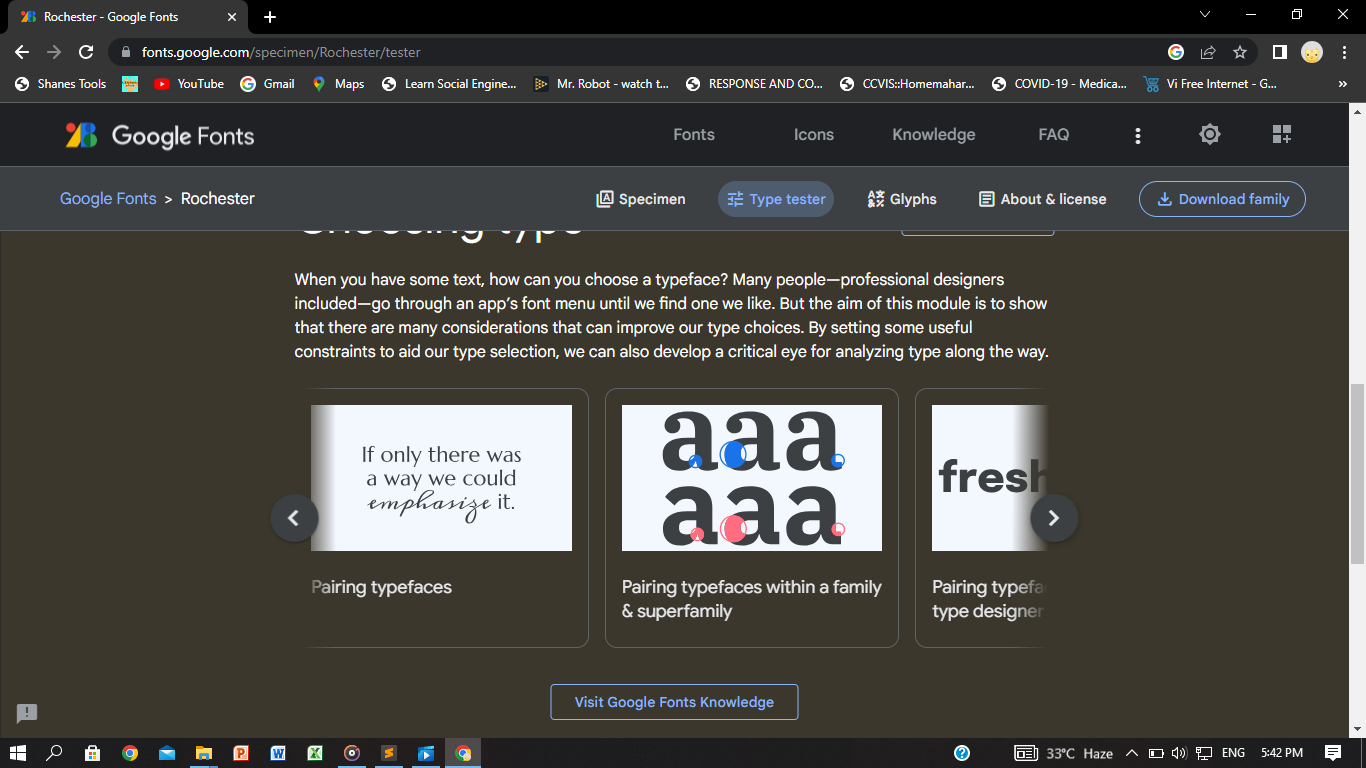 Rochester - Google Fonts
fonts.google.com/specimen/Rochester/tester
Shanes Tools YouTube Gmail Maps Learn Social Engine... Mr. Robot - watch t... RESPONSE AND CO... CCVIS::Homemahar... COVID-19 - Medica... Vi Free Internet - G... »
Google Fonts Fonts Icons Knowledge FAQ
Google Fonts > Rochester Specimen Type tester Glyphs About & license Download family
Choosing type
When you have some text, how can you choose a typeface? Many people—professional designers
included—go through an app's font menu until we find one we like. But the aim of this module is to show
that there are many considerations that can improve our type choices. By setting some useful
constraints to aid our type selection, we can also develop a critical eye for analyzing type along the way.
If only there was
a way we could
emphasize it.
Pairing typefaces
aaa
aaa
Pairing typefaces within a family
& superfamily
fresh
Pairing typefa
type designer
Visit Google Fonts Knowledge
33°C Haze ENG 5:42 PM